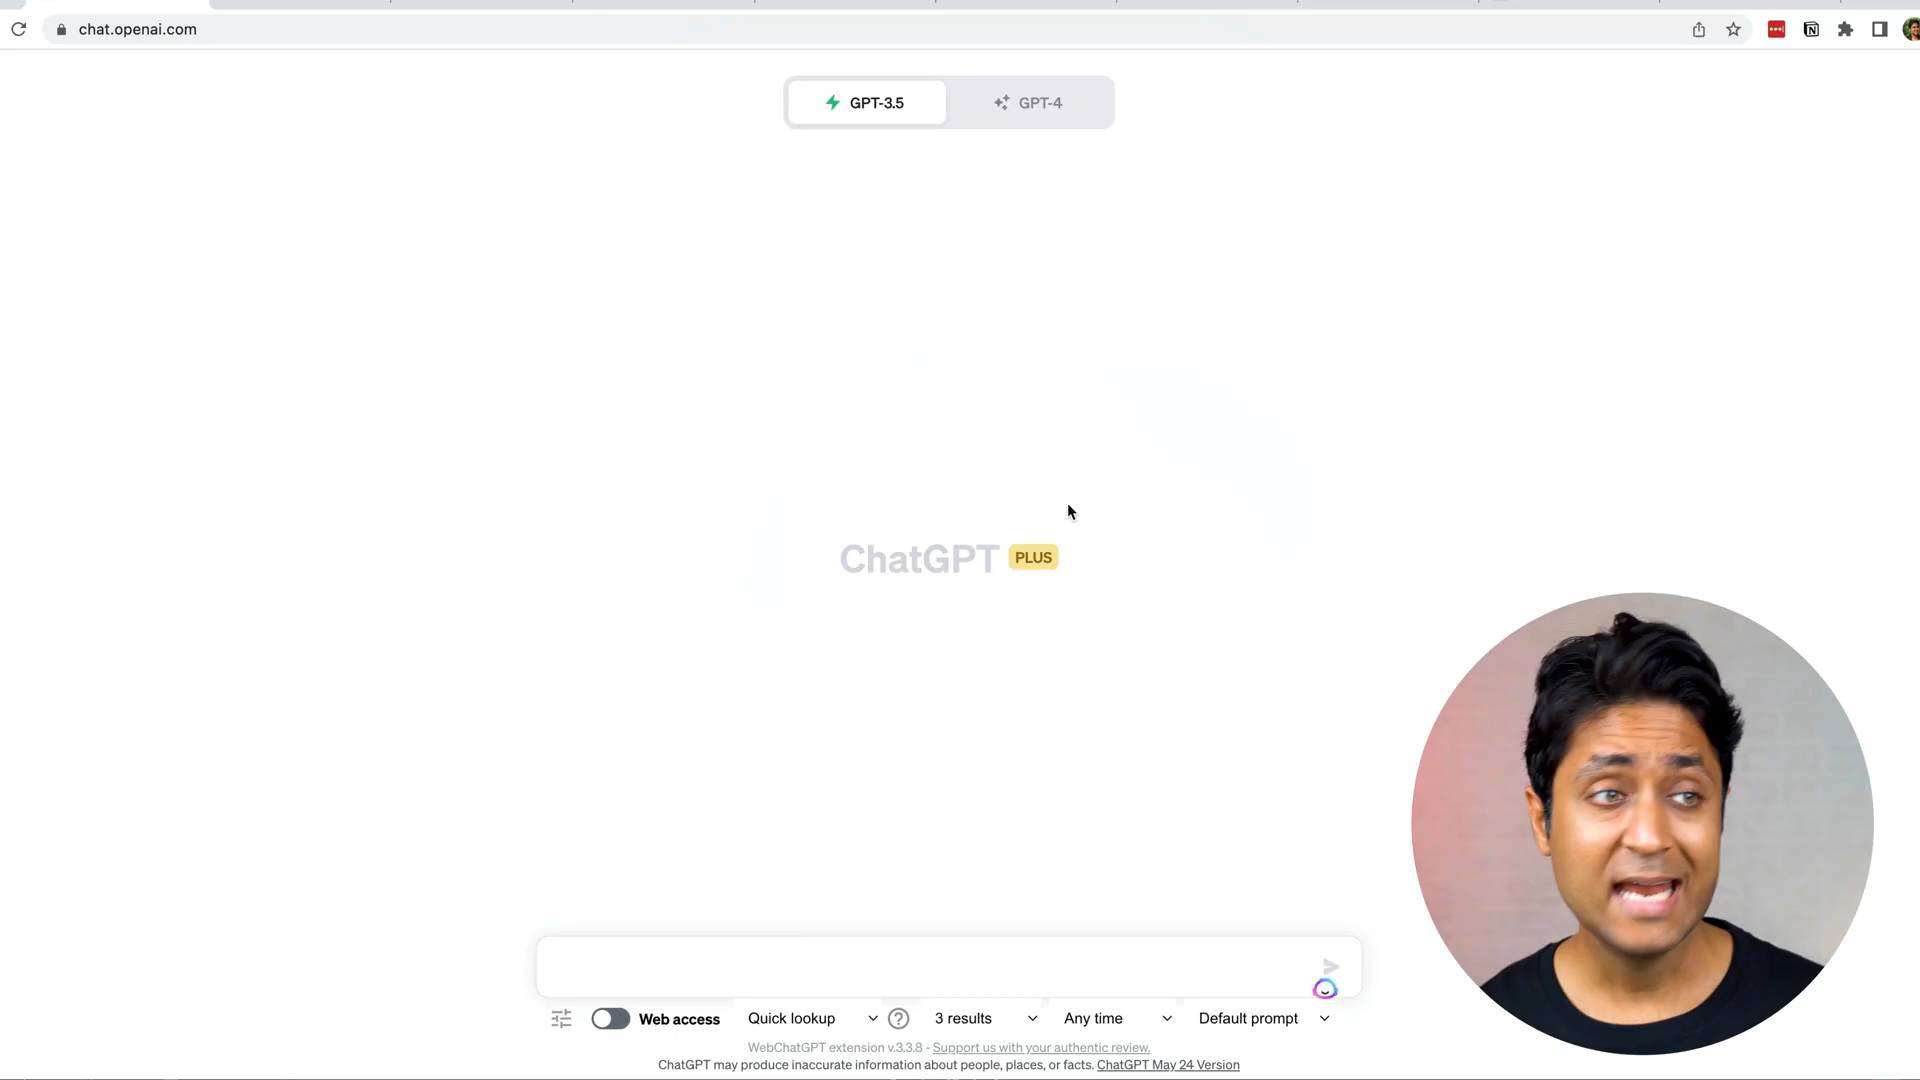 chat.openai.com
GPT-3.5
GPT-4
ChatGPT PLUS
Web access
Quick lookup
3 results
Any time
Default prompt
WebChatGPT extension v.3.3.8 - Support us with your authentic review.
ChatGPT may produce inaccurate information about people, places, or facts. ChatGPT May 24 Version